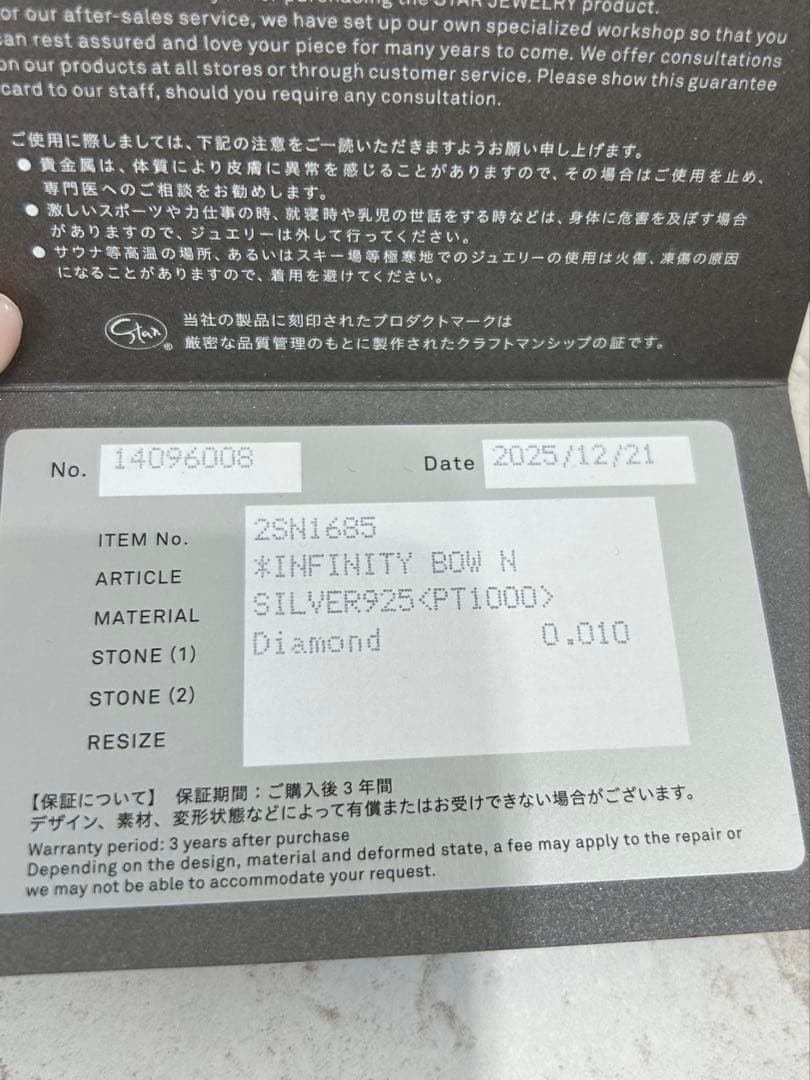 purchasing the STAR JEWELRY product.
or our after-sales service, we have set up our own specialized workshop so that you
can rest assured and love your piece for many years to come. We offer consultations
on our products at all stores or through customer service. Please show this guarantee
card to our staff, should you require any consultation.
ご使用に際しましては、下記の注意をご一読いただきますようお願い申し上げます。
● 貴金属は、体質により皮膚に異常を感じることがありますので、その場合はご使用を止め、
専門医へのご相談をお勧めします。
● 激しいスポーツや力仕事の時、就寝時や乳児の世話をする時などは、身体に危害を及ぼす場合
がありますので、ジュエリーは外して行ってください。
● サウナ等高温の場所、あるいはスキー場等極寒地でのジュエリーの使用は火傷、凍傷の原因
になることがありますので、着用を避けてください。
Star ®
当社の製品に刻印されたプロダクトマークは
厳密な品質管理のもとに製作されたクラフトマンシップの証です。
No. 14096008 Date 2025/12/21
ITEM No. 2SN1685
ARTICLE *INFINITY BOW N
MATERIAL SILVER925<PT1000>
STONE (1) Diamond 0.010
STONE (2)
RESIZE
【保証について】 保証期間：ご購入後3年間
デザイン、素材、変形状態などによって有償またはお受けできない場合がございます。
Warranty period: 3 years after purchase
Depending on the design, material and deformed state, a fee may apply to the repair or
we may not be able to accommodate your request.